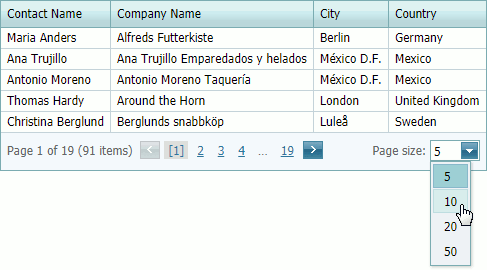 Contact Name Company Name City Country
Maria Anders Alfreds Futterkiste Berlin Germany
Ana Trujillo Ana Trujillo Emparedados y helados México D.F. Mexico
Antonio Moreno Antonio Moreno Taquería México D.F. Mexico
Thomas Hardy Around the Horn London United Kingdom
Christina Berglund Berglunds snabbköp Luleå Sweden
Page 1 of 19 (91 items) < [1] 2 3 4 ... 19 > Page size: 5
5
10
20
50